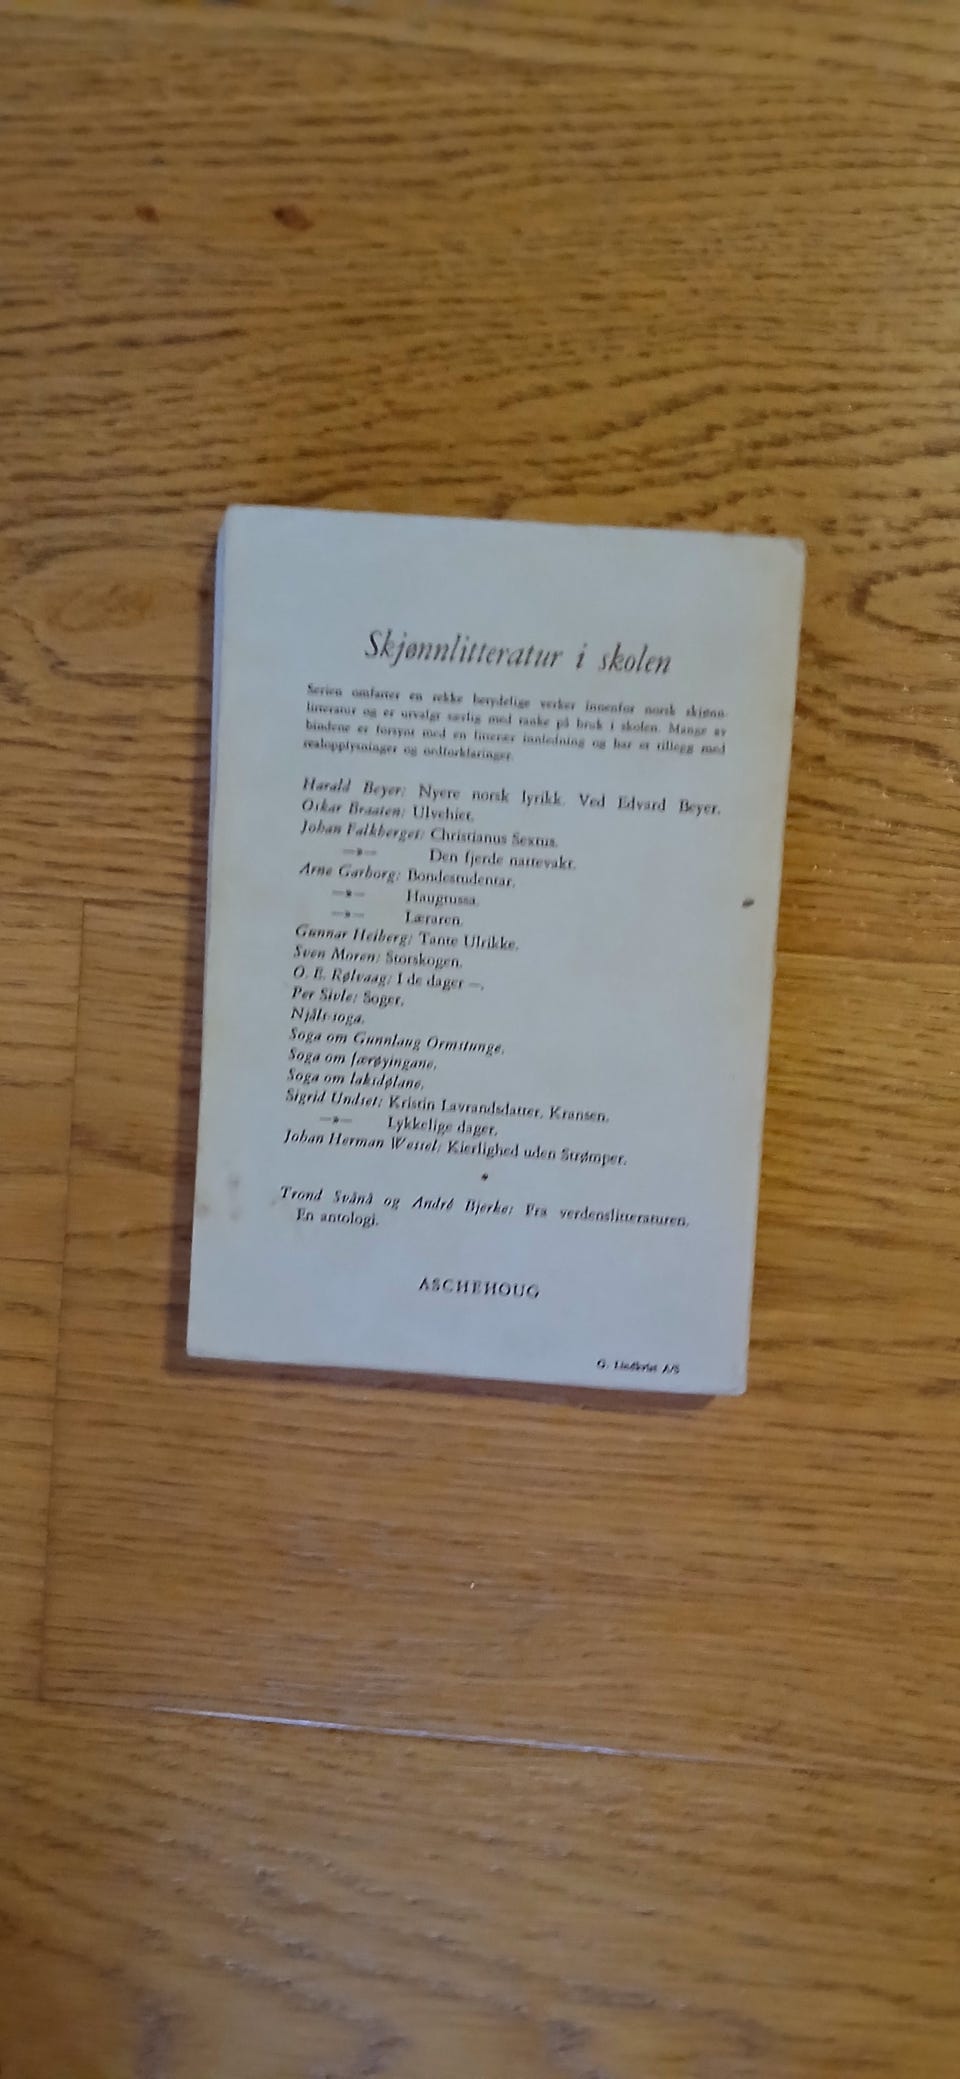 Skjønnlitteratur i skolen
Serien omfatter en rekke betydelige verker innenfor norsk skjønn-
litteratur og er utvalgt særlig med tanke på bruk i skolen. Mange av
bindene er forsynt med en litterær innledning og har et tillegg med
realopplysninger og ordforklaringer.
Harald Beyer: Nyere norsk lyrikk. Ved Edvard Beyer.
Oskar Braaten: Ulvehiet.
Johan Falkberget: Christianus Sextus.
—»— Den fjerde nattevakt.
Arne Garborg: Bondestudentar.
—»— Haugtussa.
—»— Læraren.
Gunnar Heiberg: Tante Ulrikke.
Sven Moren: Storskogen.
O. E. Rølvaag: I de dager —.
Per Sivle: Soger.
Njåls-soga.
Soga om Gunnlaug Ormstunge.
Soga om færøyingane.
Soga om laksdølane.
Sigrid Undset: Kristin Lavransdatter, Kransen.
—»— Lykkelige dager.
Johan Herman Wessel: Kierlighed uden Strømper.
*
Trond Svånå og André Bjerke: Fra verdenslitteraturen.
En antologi.
ASCHEHOUG
G. A/S